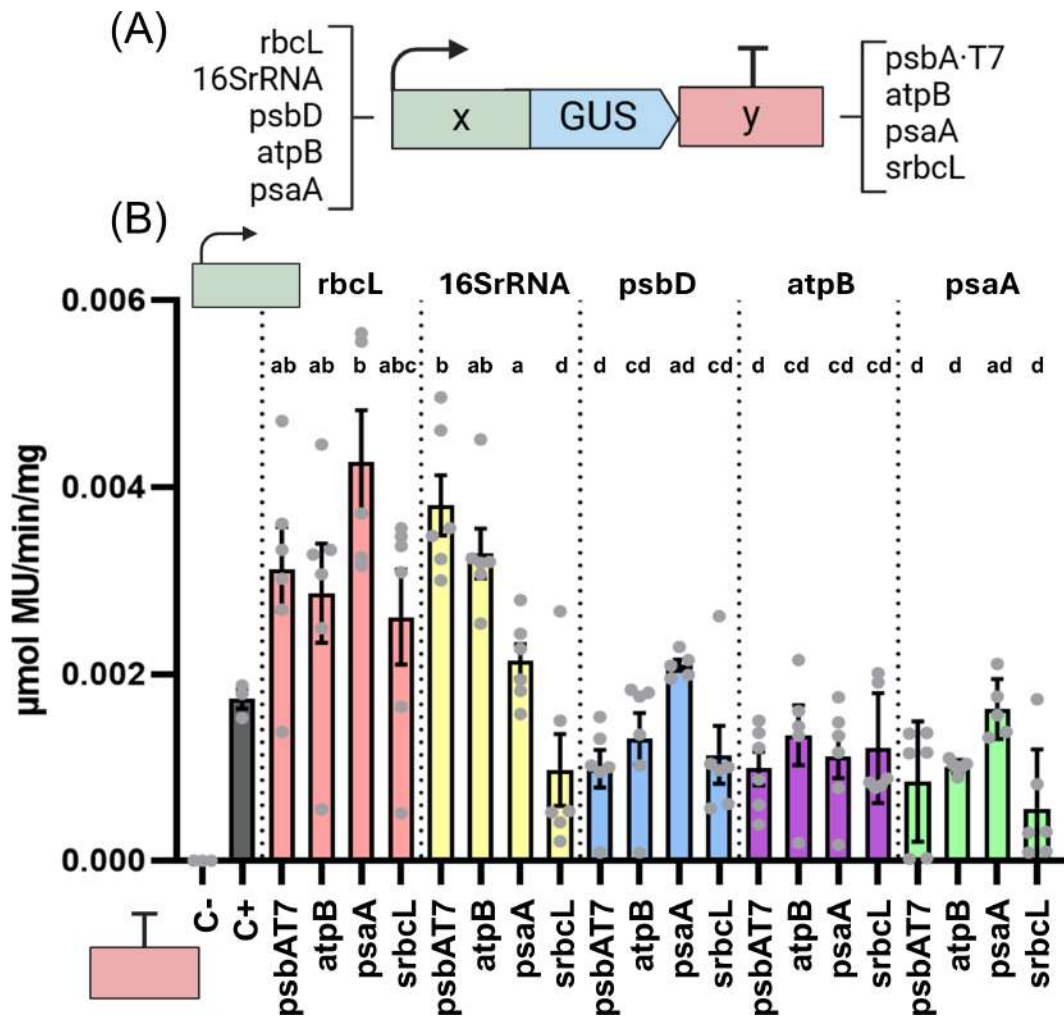 (A)
rbcL
16SrRNA
psbD
atpB
psaA
x
GUS
y
psbA·T7
atpB
psaA
srbcL
(B)
rbcL 16SrRNA psbD atpB psaA
ab ab b abc b ab a d d cd ad cd d cd cd cd d d ad d
0.006
0.004
0.002
0.000
µmol MU/min/mg
C- C+ psbAT7 atpB psaA srbcL psbAT7 atpB psaA srbcL psbAT7 atpB psaA srbcL psbAT7 atpB psaA srbcL psbAT7 atpB psaA srbcL